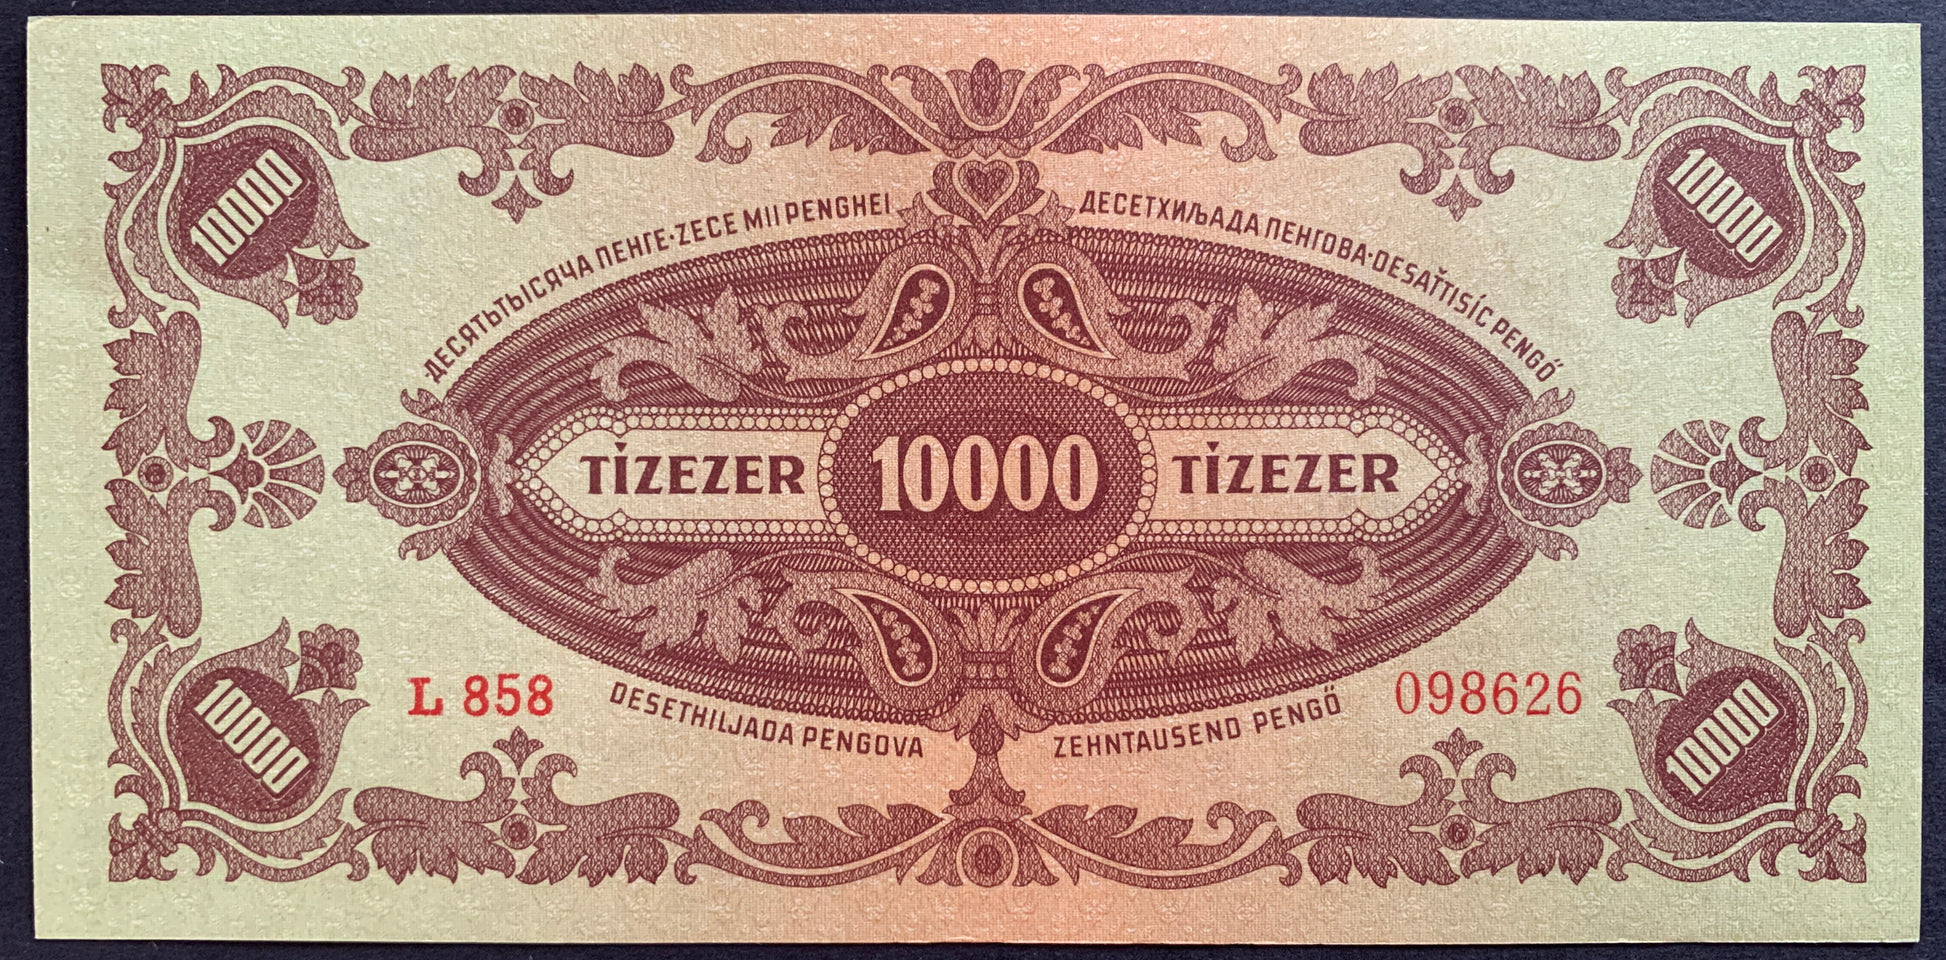 10000
10000
ДЕСЯТЬТЫСЯЧА ПЕНГЕ·ZECE MII PENGHEI
ДЕСЕТХИЉАДА ПЕНГОВА·DESAŤTISÍC PENGŐ
TÍZEZER 10000 TÍZEZER
L 858
098626
DESETHILJADA PENGOVA
ZEHNTAUSEND PENGŐ
10000
10000